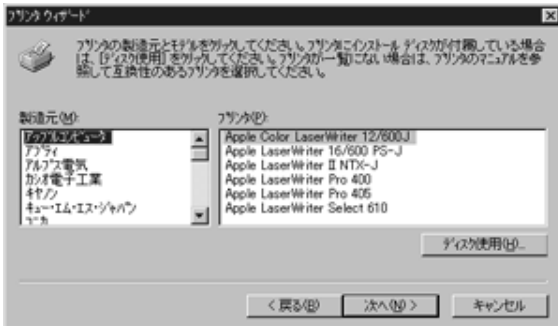 プリンタ ウィザード
プリンタの製造元とモデルをクリックしてください。プリンタにインストール ディスクが付属している場合
は、[ディスク使用] をクリックしてください。プリンタが一覧にない場合は、プリンタのマニュアルを参
照して互換性のあるプリンタを選択してください。
製造元(M):
アップルコンピュータ
アプティ
アルプス電気
カシオ電子工業
キヤノン
キュー・エム・エス・ジャパン
プリンタ(P):
Apple Color LaserWriter 12/600J
Apple LaserWriter 16/600 PS-J
Apple LaserWriter II NTX-J
Apple LaserWriter Pro 400
Apple LaserWriter Pro 405
Apple LaserWriter Select 610
ディスク使用(H)...
< 戻る(B)
次へ(N) >
キャンセル